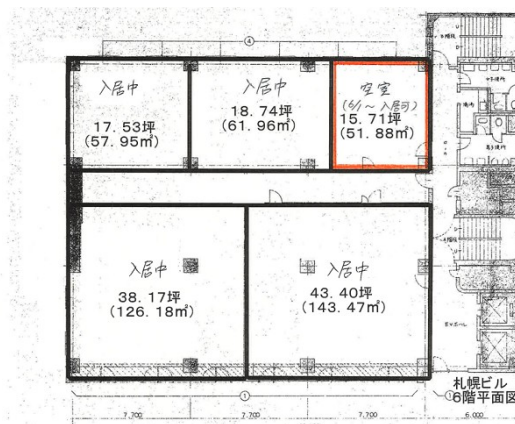 ④
入居中
17.53坪
(57.95㎡)
入居中
18.74坪
(61.96㎡)
空室
(6/1〜入居可)
15.71坪
(51.88㎡)
入居中
38.17坪
(126.18㎡)
入居中
43.40坪
(143.47㎡)
札幌ビル
6階平面図
①
①
7.700
7.700
7.700
6.000